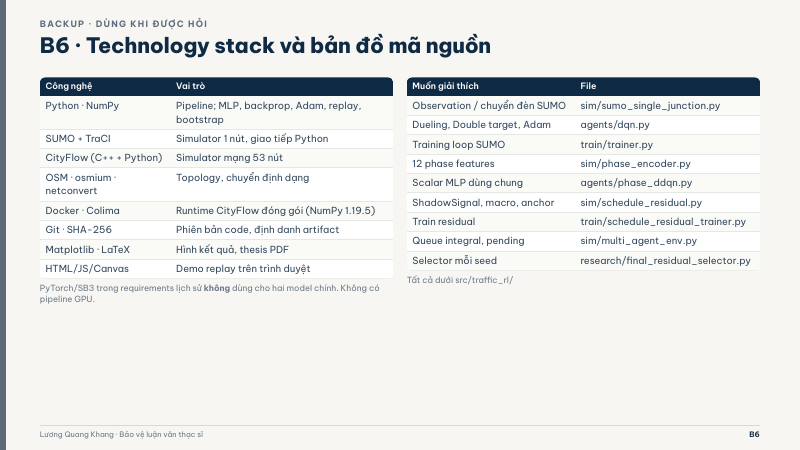 BACKUP · DÙNG KHI ĐƯỢC HỎI
B6 · Technology stack và bản đồ mã nguồn
Công nghệ Vai trò
Python · NumPy Pipeline; MLP, backprop, Adam, replay,
bootstrap
SUMO + TraCI Simulator 1 nút, giao tiếp Python
CityFlow (C++ + Python) Simulator mạng 53 nút
OSM · osmium · Topology, chuyển định dạng
netconvert
Docker · Colima Runtime CityFlow đóng gói (NumPy 1.19.5)
Git · SHA-256 Phiên bản code, định danh artifact
Matplotlib · LaTeX Hình kết quả, thesis PDF
HTML/JS/Canvas Demo replay trên trình duyệt
PyTorch/SB3 trong requirements lịch sử không dùng cho hai model chính. Không có
pipeline GPU.
Muốn giải thích File
Observation / chuyển đèn SUMO sim/sumo_single_junction.py
Dueling, Double target, Adam agents/dqn.py
Training loop SUMO train/trainer.py
12 phase features sim/phase_encoder.py
Scalar MLP dùng chung agents/phase_ddqn.py
ShadowSignal, macro, anchor sim/schedule_residual.py
Train residual train/schedule_residual_trainer.py
Queue integral, pending sim/multi_agent_env.py
Selector mỗi seed research/final_residual_selector.py
Tất cả dưới src/traffic_rl/
Lương Quang Khang · Bảo vệ luận văn thạc sĩ B6